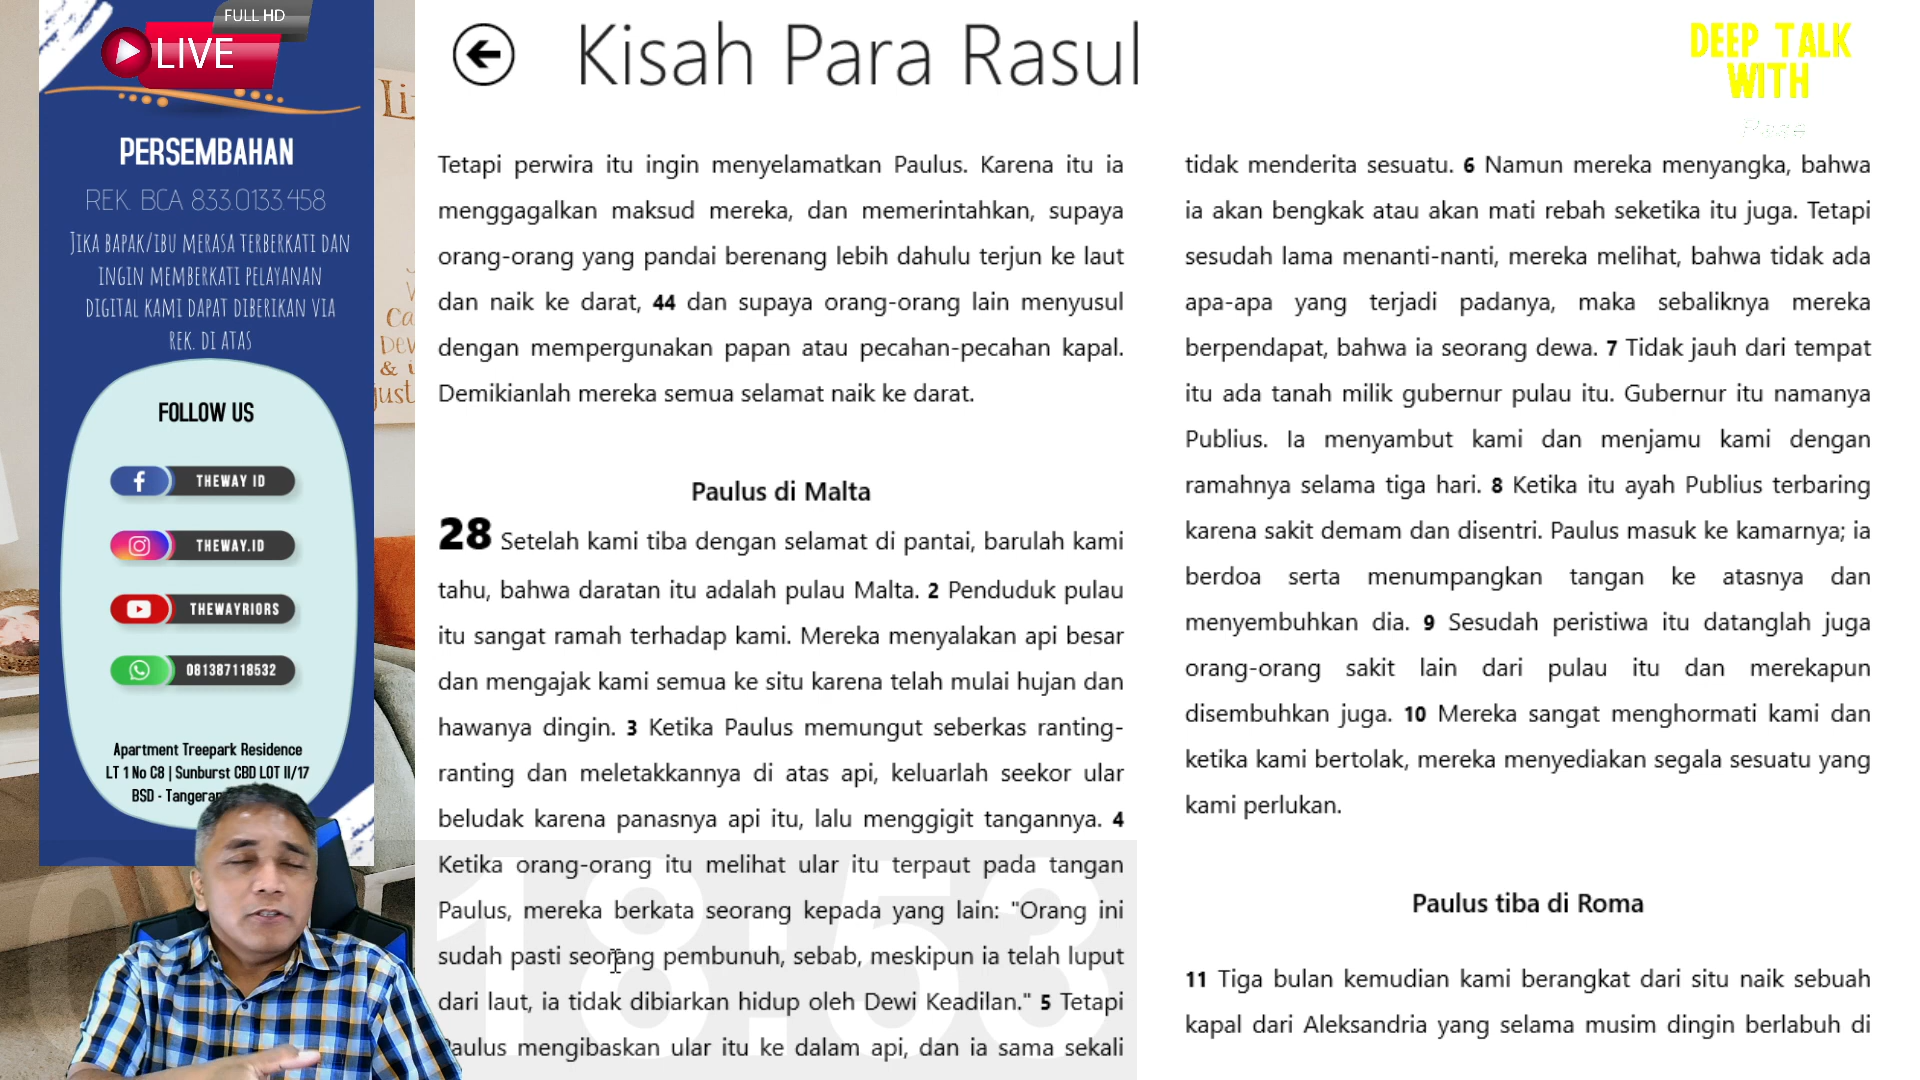 FULL HD
LIVE
PERSEMBAHAN
REK. BCA 833.0133.458
JIKA BAPAK/IBU MERASA TERBERKATI DAN
INGIN MEMBERKATI PELAYANAN
DIGITAL KAMI DAPAT DIBERIKAN VIA
REK. DI ATAS
FOLLOW US
THEWAY ID
THEWAY.ID
THEWAYRIORS
081387118532
Apartment Treepark Residence
LT 1 No C8 | Sunburst CBD LOT II/17
BSD - Tangeran
Kisah Para Rasul
Tetapi perwira itu ingin menyelamatkan Paulus. Karena itu ia
menggagalkan maksud mereka, dan memerintahkan, supaya
orang-orang yang pandai berenang lebih dahulu terjun ke laut
dan naik ke darat, 44 dan supaya orang-orang lain menyusul
dengan mempergunakan papan atau pecahan-pecahan kapal.
Demikianlah mereka semua selamat naik ke darat.
Paulus di Malta
28 Setelah kami tiba dengan selamat di pantai, barulah kami
tahu, bahwa daratan itu adalah pulau Malta. 2 Penduduk pulau
itu sangat ramah terhadap kami. Mereka menyalakan api besar
dan mengajak kami semua ke situ karena telah mulai hujan dan
hawanya dingin. 3 Ketika Paulus memungut seberkas ranting-
ranting dan meletakkannya di atas api, keluarlah seekor ular
beludak karena panasnya api itu, lalu menggigit tangannya. 4
Ketika orang-orang itu melihat ular itu terpaut pada tangan
Paulus, mereka berkata seorang kepada yang lain: "Orang ini
sudah pasti seorang pembunuh, sebab, meskipun ia telah luput
dari laut, ia tidak dibiarkan hidup oleh Dewi Keadilan." 5 Tetapi
Paulus mengibaskan ular itu ke dalam api, dan ia sama sekali
18:53
DEEP TALK
WITH
tidak menderita sesuatu. 6 Namun mereka menyangka, bahwa
ia akan bengkak atau akan mati rebah seketika itu juga. Tetapi
sesudah lama menanti-nanti, mereka melihat, bahwa tidak ada
apa-apa yang terjadi padanya, maka sebaliknya mereka
berpendapat, bahwa ia seorang dewa. 7 Tidak jauh dari tempat
itu ada tanah milik gubernur pulau itu. Gubernur itu namanya
Publius. Ia menyambut kami dan menjamu kami dengan
ramahnya selama tiga hari. 8 Ketika itu ayah Publius terbaring
karena sakit demam dan disentri. Paulus masuk ke kamarnya; ia
berdoa serta menumpangkan tangan ke atasnya dan
menyembuhkan dia. 9 Sesudah peristiwa itu datanglah juga
orang-orang sakit lain dari pulau itu dan merekapun
disembuhkan juga. 10 Mereka sangat menghormati kami dan
ketika kami bertolak, mereka menyediakan segala sesuatu yang
kami perlukan.
Paulus tiba di Roma
11 Tiga bulan kemudian kami berangkat dari situ naik sebuah
kapal dari Aleksandria yang selama musim dingin berlabuh di